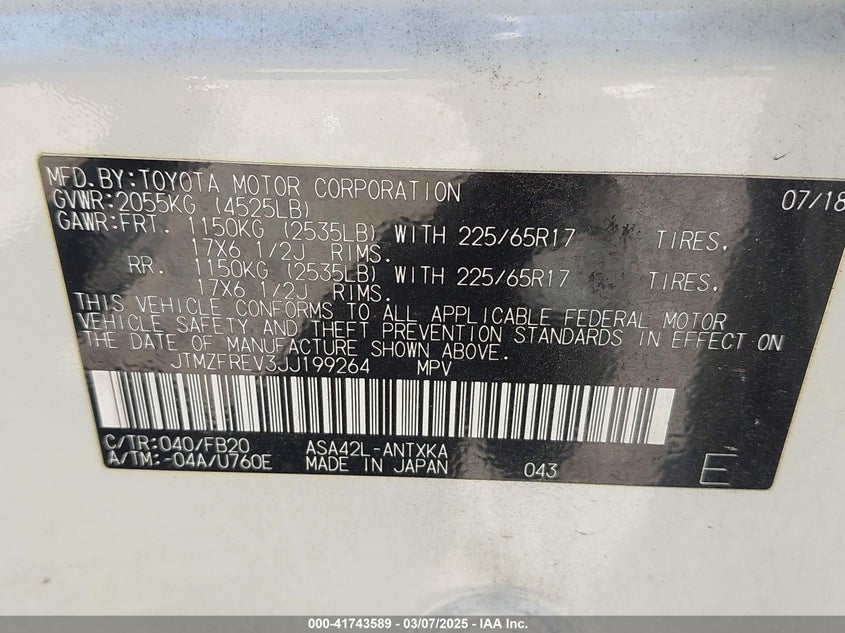 MFD. BY: TOYOTA MOTOR CORPORATION 07/18
GVWR: 2055KG (4525LB)
GAWR: FRT. 1150KG (2535LB) WITH 225/65R17 TIRES,
17X6 1/2J RIMS.
RR. 1150KG (2535LB) WITH 225/65R17 TIRES,
17X6 1/2J RIMS.
THIS VEHICLE CONFORMS TO ALL APPLICABLE FEDERAL MOTOR
VEHICLE SAFETY, AND THEFT PREVENTION STANDARDS IN EFFECT ON
THE DATE OF MANUFACTURE SHOWN ABOVE.
JTMZFREV3JJ199264 MPV
C/TR: 040/FB20 ASA42L-ANTXKA
A/TM: -04A/U760E MADE IN JAPAN 043 E
000-41743589 - 03/07/2025 - IAA Inc.